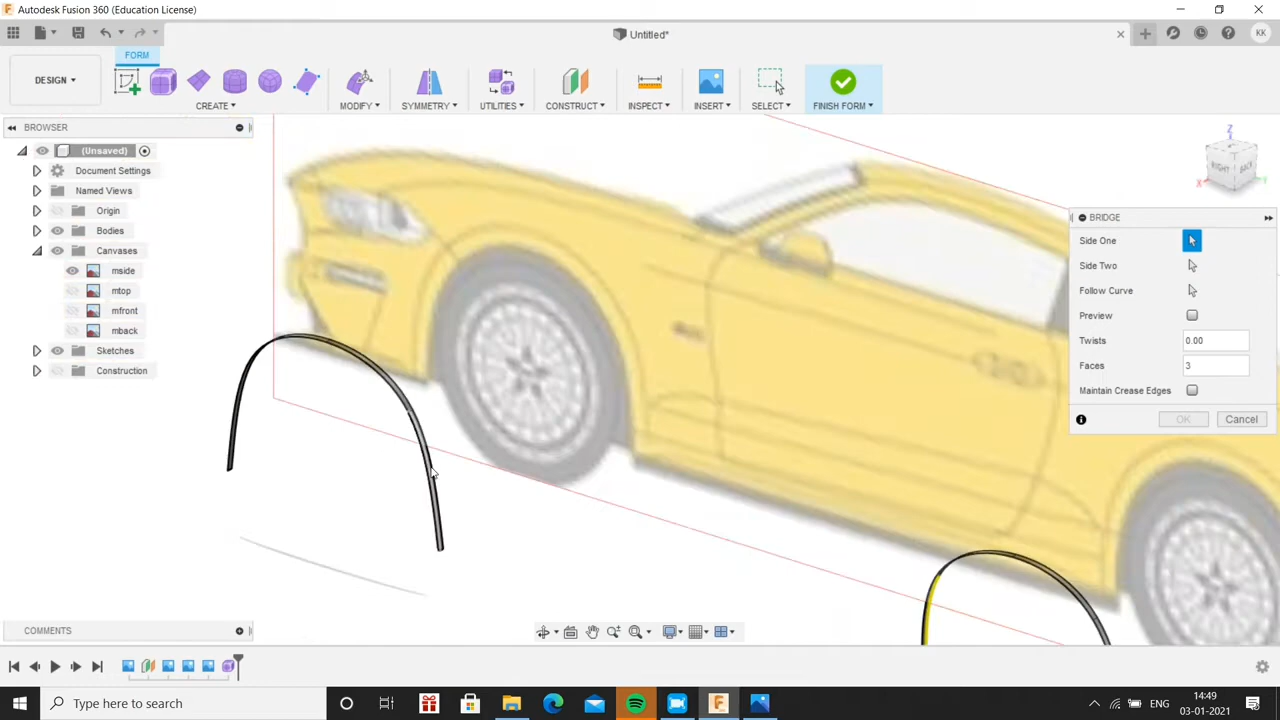 Autodesk Fusion 360 (Education License)
Untitled*
KK
FORM
DESIGN
CREATE
MODIFY
SYMMETRY
UTILITIES
CONSTRUCT
INSPECT
INSERT
SELECT
FINISH FORM
BROWSER
(Unsaved)
Document Settings
Named Views
Origin
Bodies
Canvases
mside
mtop
mfront
mback
Sketches
Construction
Z
RIGHT
BACK
X
Y
BRIDGE
Side One
Side Two
Follow Curve
Preview
Twists
0.00
Faces
3
Maintain Crease Edges
OK
Cancel
COMMENTS
Type here to search
ENG
14:49
03-01-2021